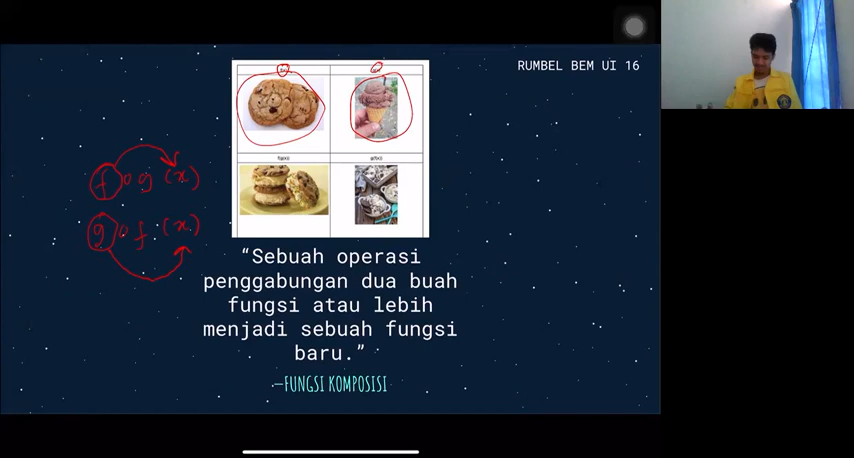 RUMBEL BEM UI 16
f(g(x))
g(f(x))
f o g (x)
g o f (x)
“Sebuah operasi
penggabungan dua buah
fungsi atau lebih
menjadi sebuah fungsi
baru.”
—FUNGSI KOMPOSISI